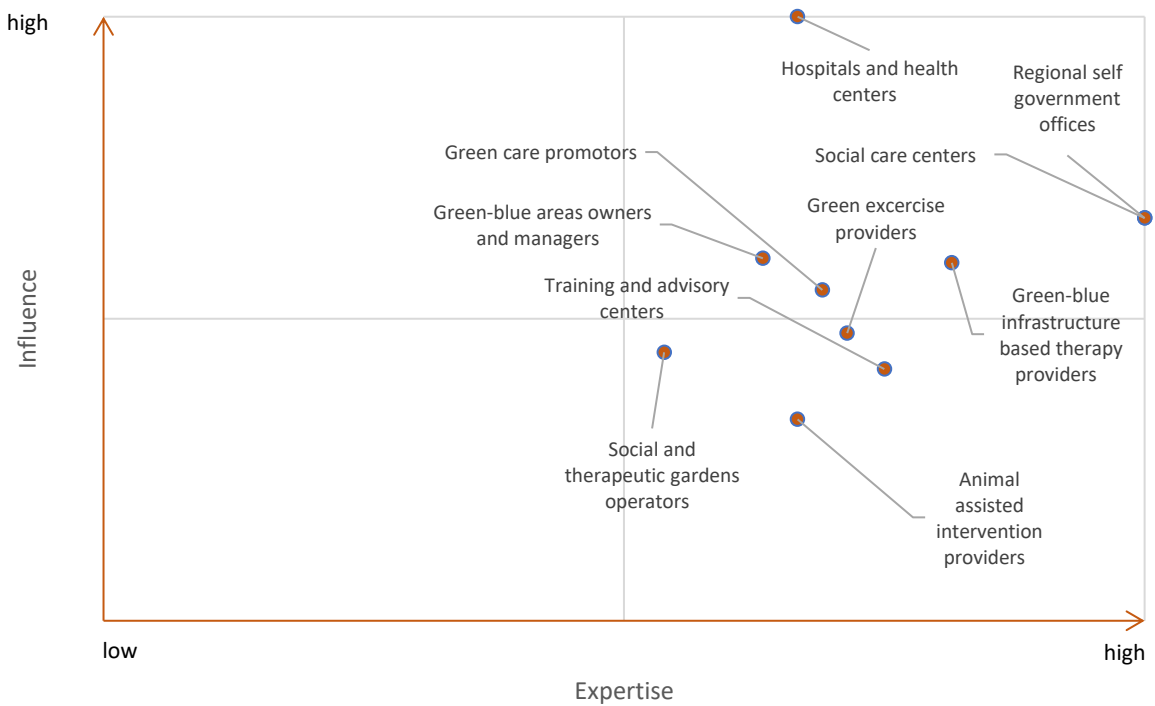 high
Hospitals and health
centers
Regional self
government
offices
Green care promotors
Social care centers
Green-blue areas owners
and managers
Green excercise
providers
Training and advisory
centers
Green-blue
infrastructure
based therapy
providers
Influence
Social and
therapeutic gardens
operators
Animal
assisted
intervention
providers
low
high
Expertise